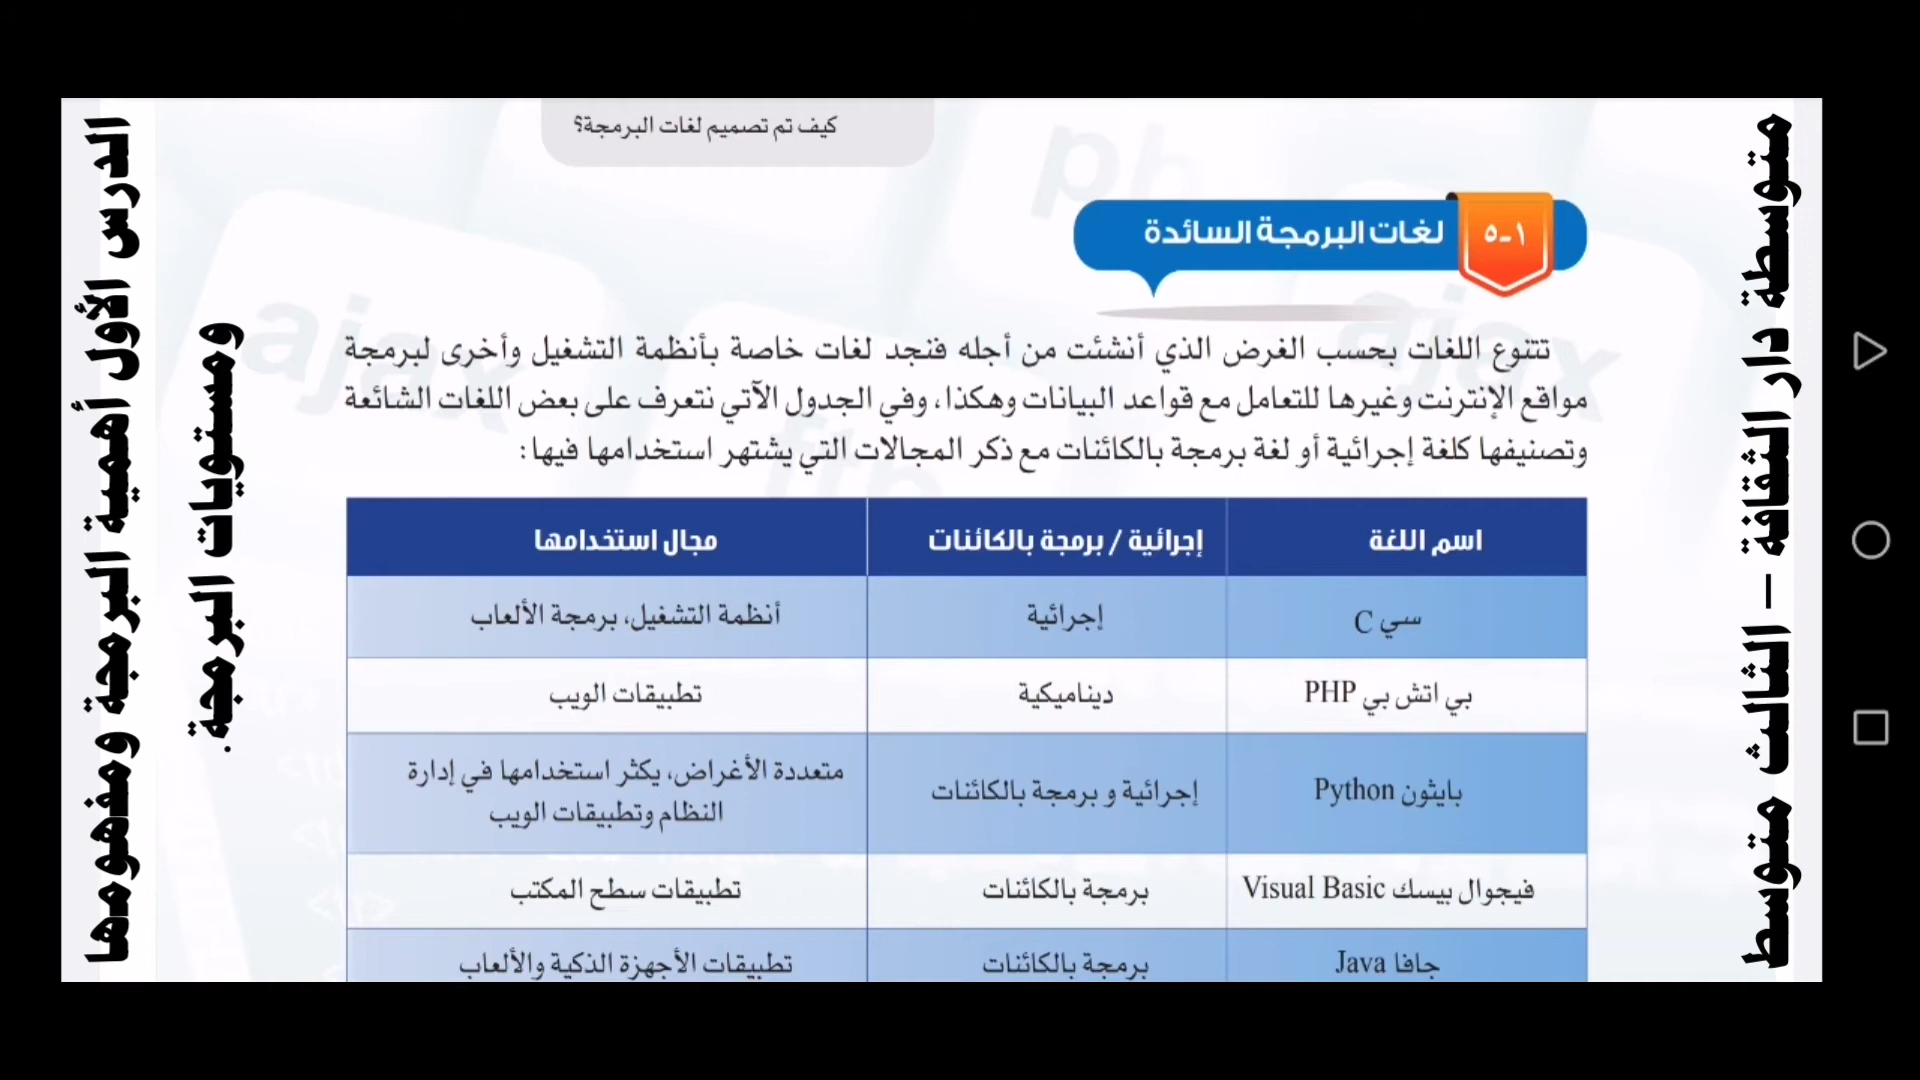 متوسطة دار الثقافة – الثالث متوسط
كيف تم تصميم لغات البرمجة؟
١-٥ لغات البرمجة السائدة
تتنوع اللغات بحسب الغرض الذي أنشئت من أجله فنجد لغات خاصة بأنظمة التشغيل وأخرى لبرمجة
مواقع الإنترنت وغيرها للتعامل مع قواعد البيانات وهكذا، وفي الجدول الآتي نتعرف على بعض اللغات الشائعة
وتصنيفها كلغة إجرائية أو لغة برمجة بالكائنات مع ذكر المجالات التي يشتهر استخدامها فيها:
اسم اللغة إجرائية / برمجة بالكائنات مجال استخدامها
سي C إجرائية أنظمة التشغيل، برمجة الألعاب
بي اتش بي PHP ديناميكية تطبيقات الويب
بايثون Python إجرائية و برمجة بالكائنات متعددة الأغراض، يكثر استخدامها في إدارة
النظام وتطبيقات الويب
فيجوال بيسك Visual Basic برمجة بالكائنات تطبيقات سطح المكتب
جافا Java برمجة بالكائنات تطبيقات الأجهزة الذكية والألعاب
الدرس الأول أهمية البرمجة ومفهومها
ومستويات البرمجة.